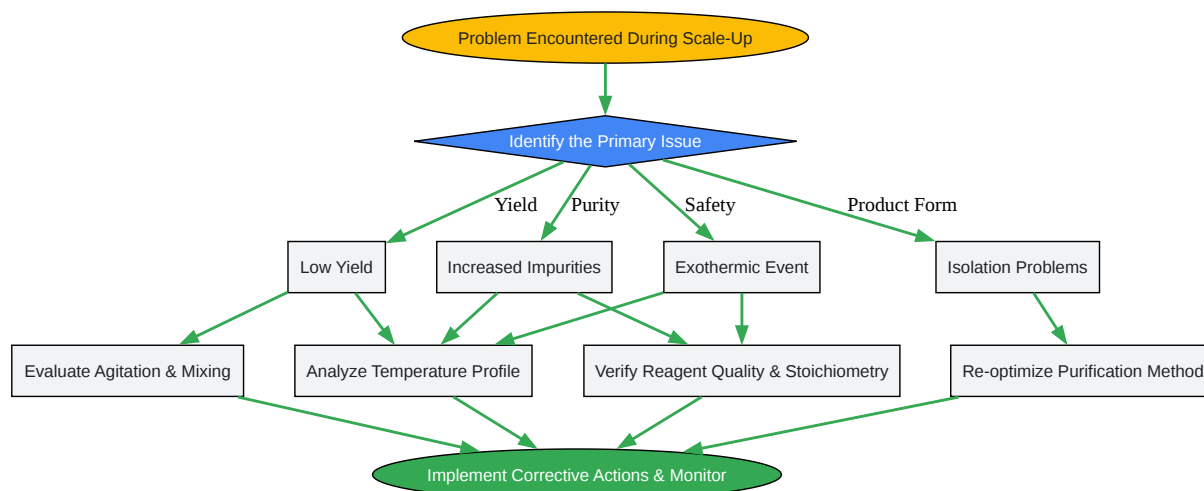 Problem Encountered During Scale-Up
Identify the Primary Issue
Yield
Purity
Safety
Product Form
Low Yield
Increased Impurities
Exothermic Event
Isolation Problems
Evaluate Agitation & Mixing
Analyze Temperature Profile
Verify Reagent Quality & Stoichiometry
Re-optimize Purification Method
Implement Corrective Actions & Monitor